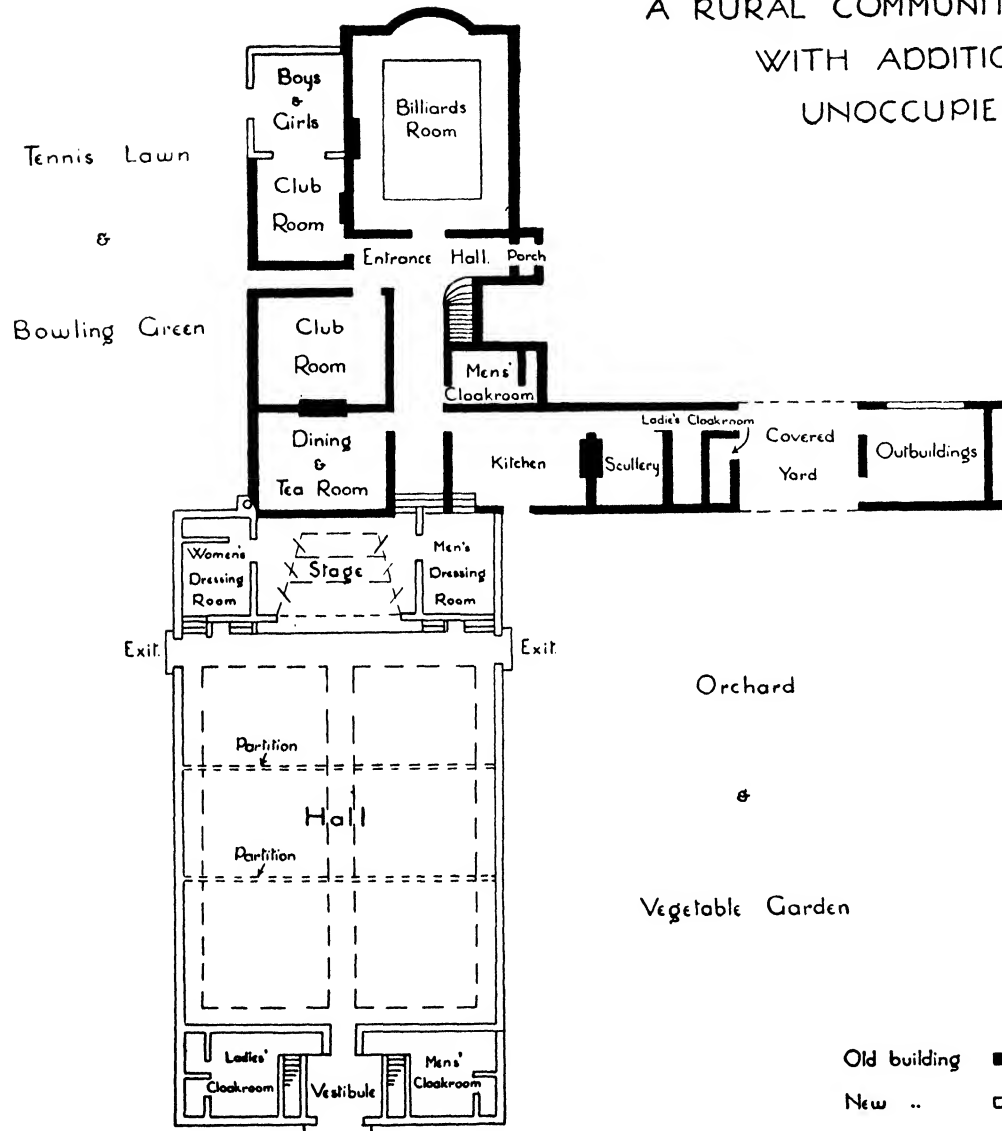 A RURAL COMMUNIT
WITH ADDITIO
UNOCCUPIE
Boys
&
Girls
Billiards
Room
Tennis Lawn
&
Bowling Green
Club
Room
Entrance Hall.
Porch
Club
Room
Mens'
Cloakroom
Dining
&
Tea Room
Kitchen
Scullery
Ladie's Cloakroom
Covered
Yard
Outbuildings
Women's
Dressing
Room
Stage
Men's
Dressing
Room
Exit.
Exit.
Orchard
&
Vegetable Garden
Partition
Hall
Partition
Ladies'
Cloakroom
Vestibule
Mens'
Cloakroom
Old building
New ..